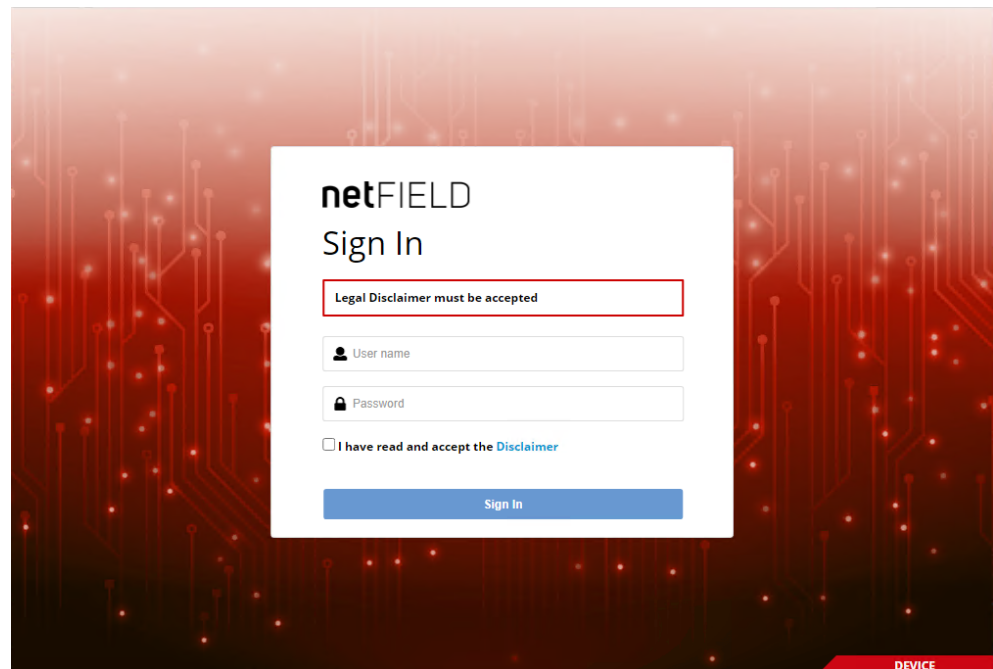 netFIELD
Sign In
Legal Disclaimer must be accepted
User name
Password
I have read and accept the Disclaimer
Sign In
DEVICE